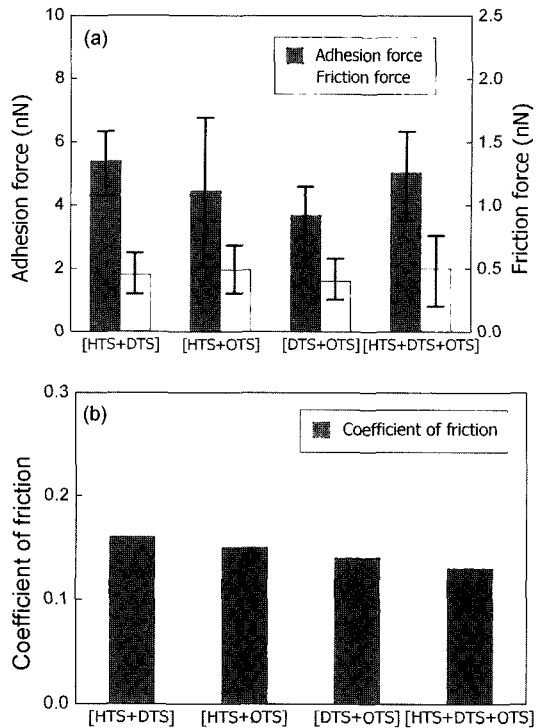 (a)
Adhesion force
Friction force
Adhesion force (nN)
10
8
6
4
2
0
Friction force (nN)
2.5
2.0
1.5
1.0
0.5
0.0
[HTS+DTS] [HTS+OTS] [DTS+OTS] [HTS+DTS+OTS]
(b)
Coefficient of friction
Coefficient of friction
0.3
0.2
0.1
0.0
[HTS+DTS] [HTS+OTS] [DTS+OTS] [HTS+DTS+OTS]